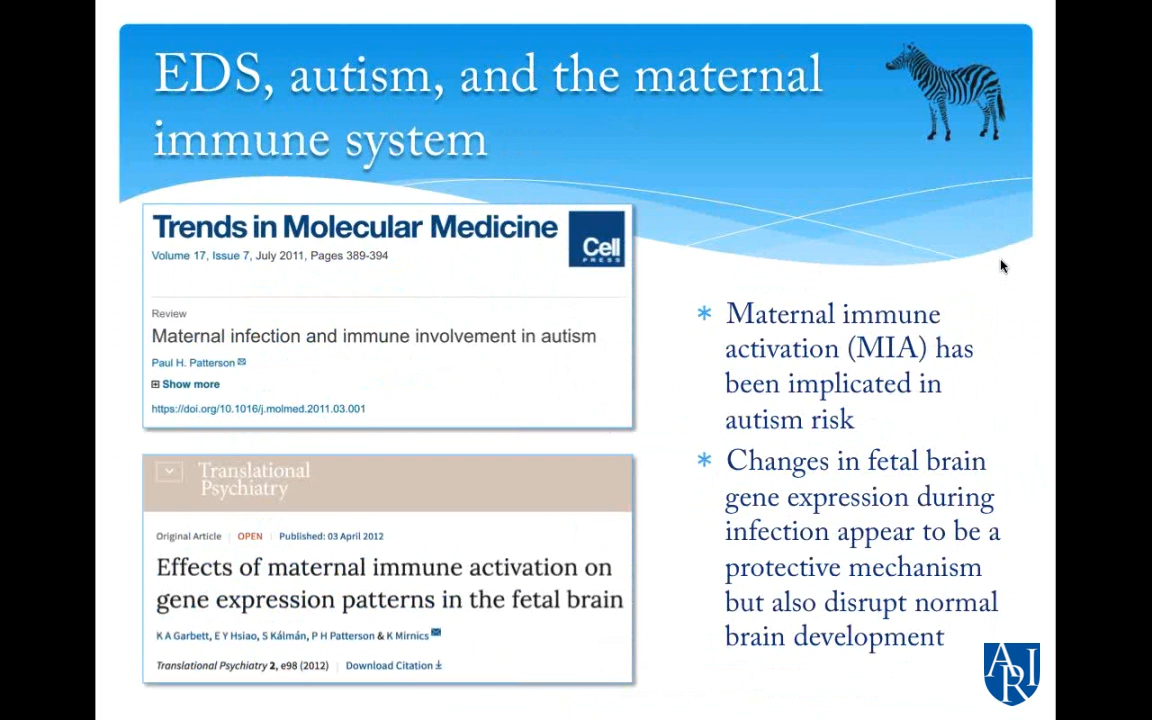 EDS, autism, and the maternal
immune system
Trends in Molecular Medicine
Cell
PRESS
Volume 17, Issue 7, July 2011, Pages 389-394
Review
Maternal infection and immune involvement in autism
Paul H. Patterson
Show more
https://doi.org/10.1016/j.molmed.2011.03.001
Translational
Psychiatry
Original Article | OPEN | Published: 03 April 2012
Effects of maternal immune activation on
gene expression patterns in the fetal brain
K A Garbett, E Y Hsiao, S Kálmán, P H Patterson & K Mirnics
Translational Psychiatry 2, e98 (2012) | Download Citation
* Maternal immune
activation (MIA) has
been implicated in
autism risk
* Changes in fetal brain
gene expression during
infection appear to be a
protective mechanism
but also disrupt normal
brain development
ARI